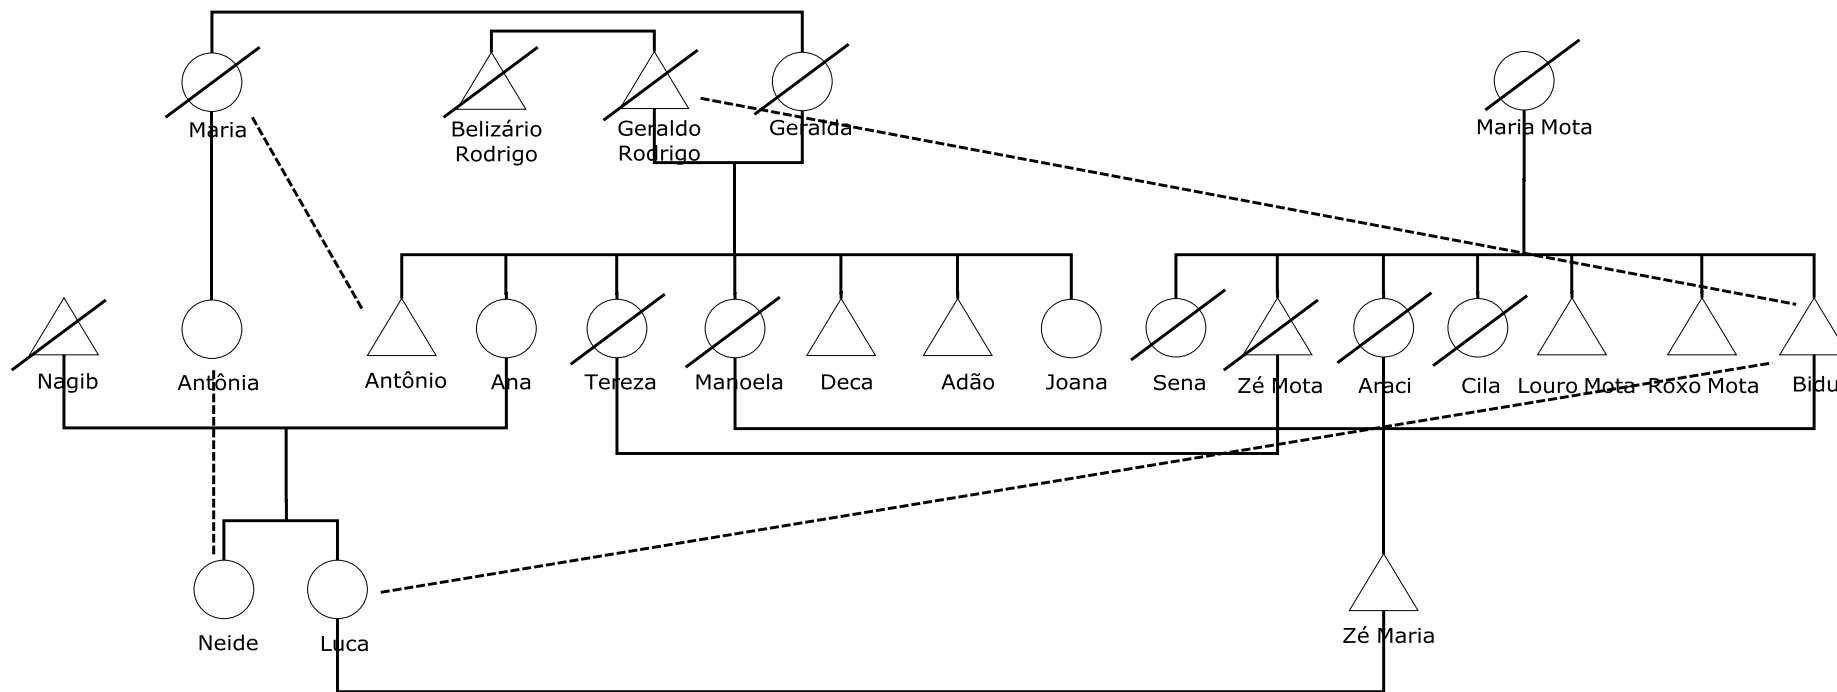 Maria
Belizário
Rodrigo
Geraldo
Rodrigo
Geralda
Maria Mota
Nagib
Antônia
Antônio
Ana
Tereza
Manoela
Deca
Adão
Joana
Sena
Zé Mota
Araci
Cila
Louro Mota
Roxo Mota
Bidu
Neide
Luca
Zé Maria